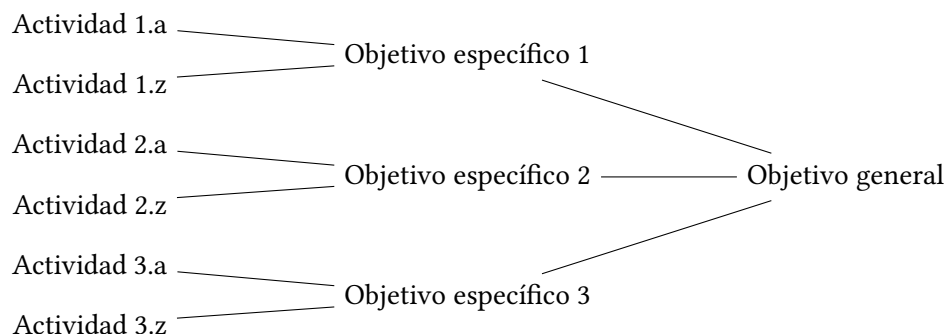 Actividad 1.a
Objetivo específico 1
Actividad 1.z
Actividad 2.a
Objetivo específico 2
Objetivo general
Actividad 2.z
Actividad 3.a
Objetivo específico 3
Actividad 3.z